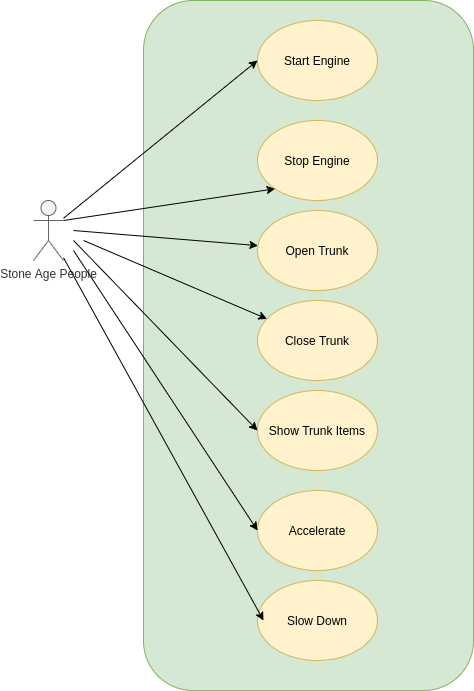 Start Engine
Stop Engine
Open Trunk
Stone Age People
Close Trunk
Show Trunk Items
Accelerate
Slow Down